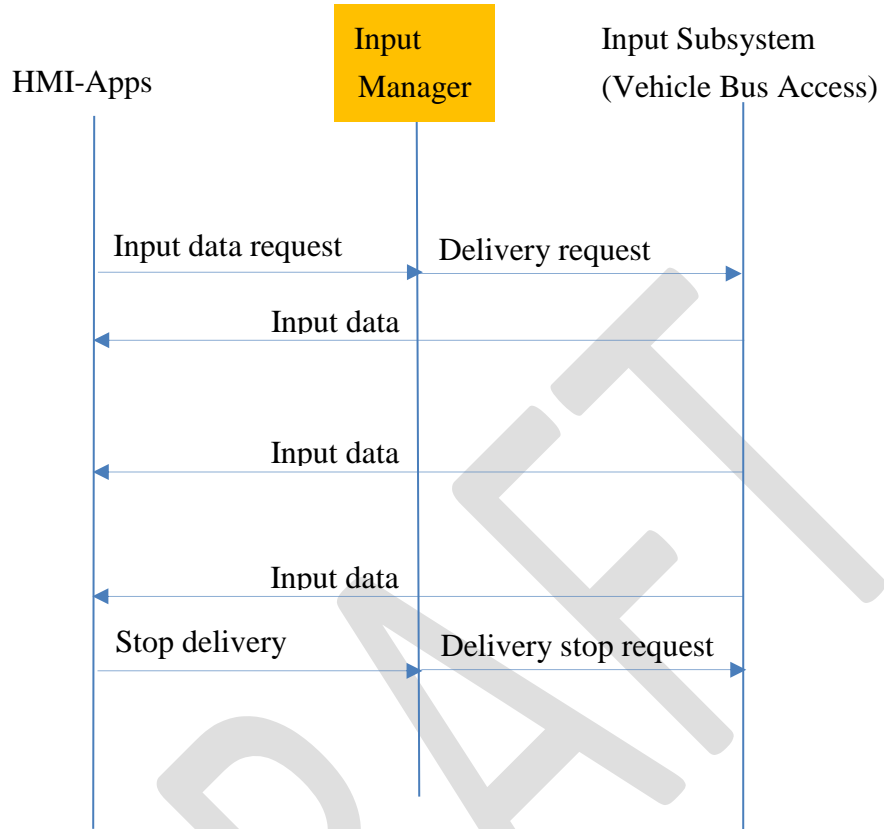 HMI-Apps
Input
Manager
Input Subsystem
(Vehicle Bus Access)
Input data request
Delivery request
Input data
Input data
Input data
Stop delivery
Delivery stop request
DRAFT